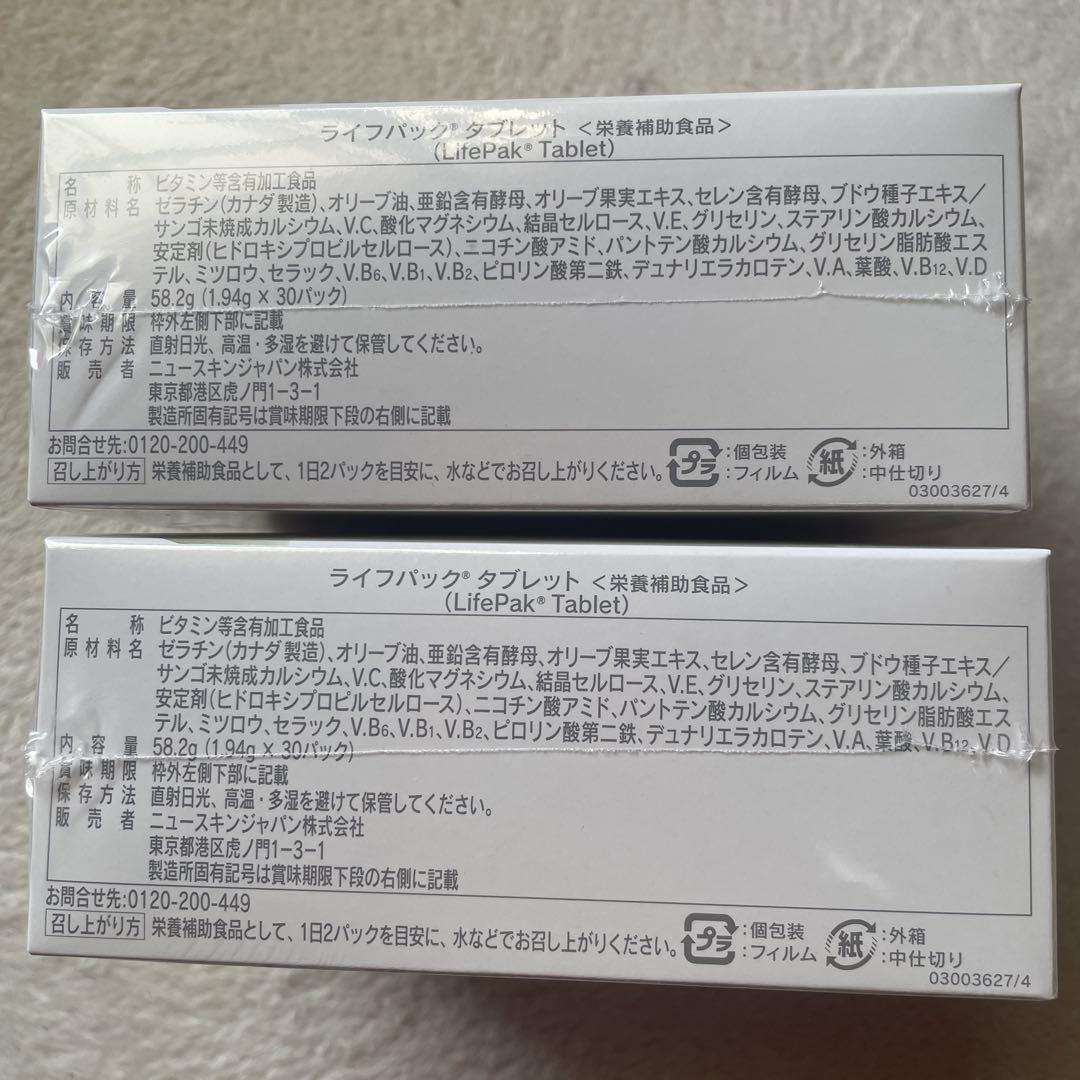 ライフパック® タブレット <栄養補助食品>
(LifePak® Tablet)
名称 ビタミン等含有加工食品
原材料名 ゼラチン(カナダ製造)、オリーブ油、亜鉛含有酵母、オリーブ果実エキス、セレン含有酵母、ブドウ種子エキス/
サンゴ未焼成カルシウム、V.C、酸化マグネシウム、結晶セルロース、V.E、グリセリン、ステアリン酸カルシウム、
安定剤(ヒドロキシプロピルセルロース)、ニコチン酸アミド、パントテン酸カルシウム、グリセリン脂肪酸エス
テル、ミツロウ、セラック、V.B6、V.B1、V.B2、ピロリン酸第二鉄、デュナリエラカロテン、V.A、葉酸、V.B12、V.D
内容量 58.2g (1.94g × 30パック)
賞味期限 枠外左側下部に記載
保存方法 直射日光、高温・多湿を避けて保管してください。
販売者 ニュースキンジャパン株式会社
東京都港区虎ノ門1-3-1
製造所固有記号は賞味期限下段の右側に記載
お問合せ先:0120-200-449
召し上がり方 栄養補助食品として、1日2パックを目安に、水などでお召し上がりください。
プラ :個包装
:フィルム
紙 :外箱
:中仕切り
03003627/4
ライフパック® タブレット <栄養補助食品>
(LifePak® Tablet)
名称 ビタミン等含有加工食品
原材料名 ゼラチン(カナダ製造)、オリーブ油、亜鉛含有酵母、オリーブ果実エキス、セレン含有酵母、ブドウ種子エキス/
サンゴ未焼成カルシウム、V.C、酸化マグネシウム、結晶セルロース、V.E、グリセリン、ステアリン酸カルシウム、
安定剤(ヒドロキシプロピルセルロース)、ニコチン酸アミド、パントテン酸カルシウム、グリセリン脂肪酸エス
テル、ミツロウ、セラック、V.B6、V.B1、V.B2、ピロリン酸第二鉄、デュナリエラカロテン、V.A、葉酸、V.B12、V.D
内容量 58.2g (1.94g × 30パック)
賞味期限 枠外左側下部に記載
保存方法 直射日光、高温・多湿を避けて保管してください。
販売者 ニュースキンジャパン株式会社
東京都港区虎ノ門1-3-1
製造所固有記号は賞味期限下段の右側に記載
お問合せ先:0120-200-449
召し上がり方 栄養補助食品として、1日2パックを目安に、水などでお召し上がりください。
プラ :個包装
:フィルム
紙 :外箱
:中仕切り
03003627/4